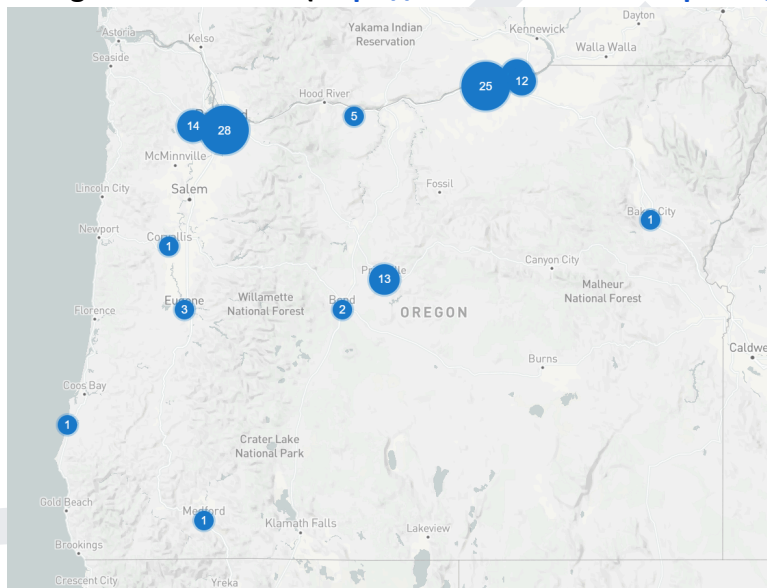 Astoria
Kelso
Yakama Indian
Reservation
Kennewick
Dayton
Walla Walla
Seaside
25
12
Hood River
5
14
28
McMinnville
Lincoln City
Salem
Fossil
Newport
1
Baker City
1
Canyon City
13
Malheur
National Forest
Willamette
National Forest
Eugene
3
Bend
2
OREGON
Florence
Caldwe
Burns
Coos Bay
1
Crater Lake
National Park
Gold Beach
Medford
1
Klamath Falls
Lakeview
Brookings
Crescent City
Yreka